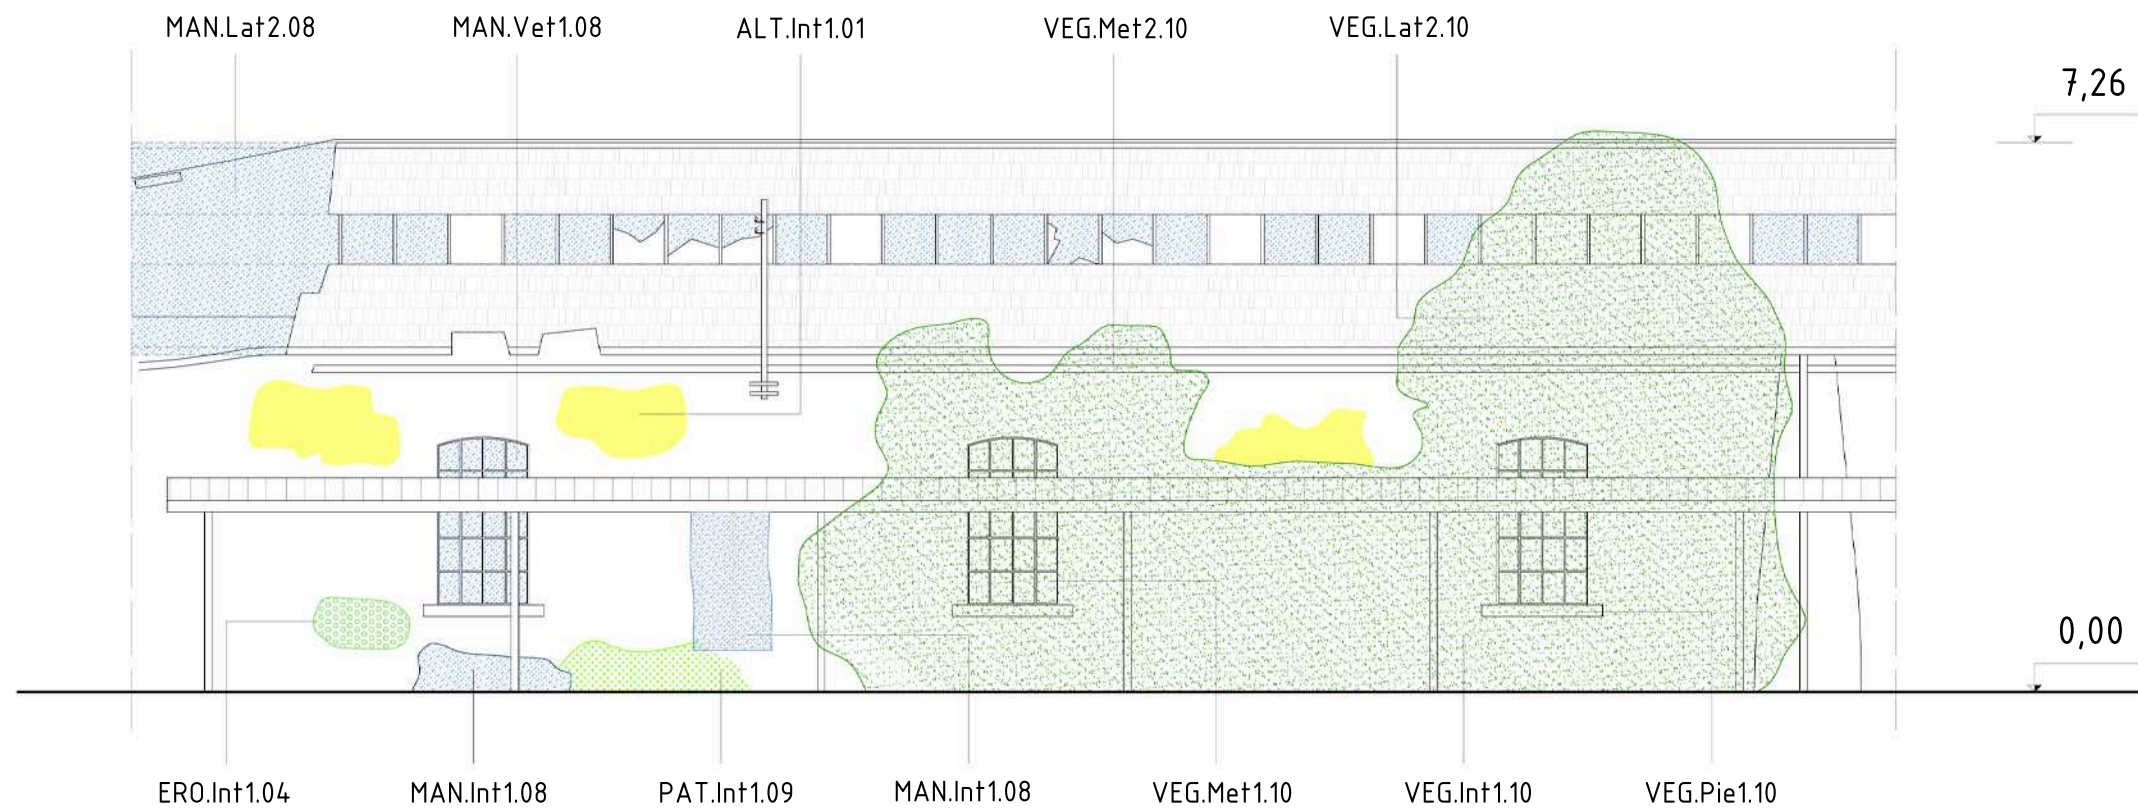 MAN.Lat2.08
MAN.Vet1.08
ALT.Int1.01
VEG.Met2.10
VEG.Lat2.10
7,26
0,00
ERO.Int1.04
MAN.Int1.08
PAT.Int1.09
MAN.Int1.08
VEG.Met1.10
VEG.Int1.10
VEG.Pie1.10